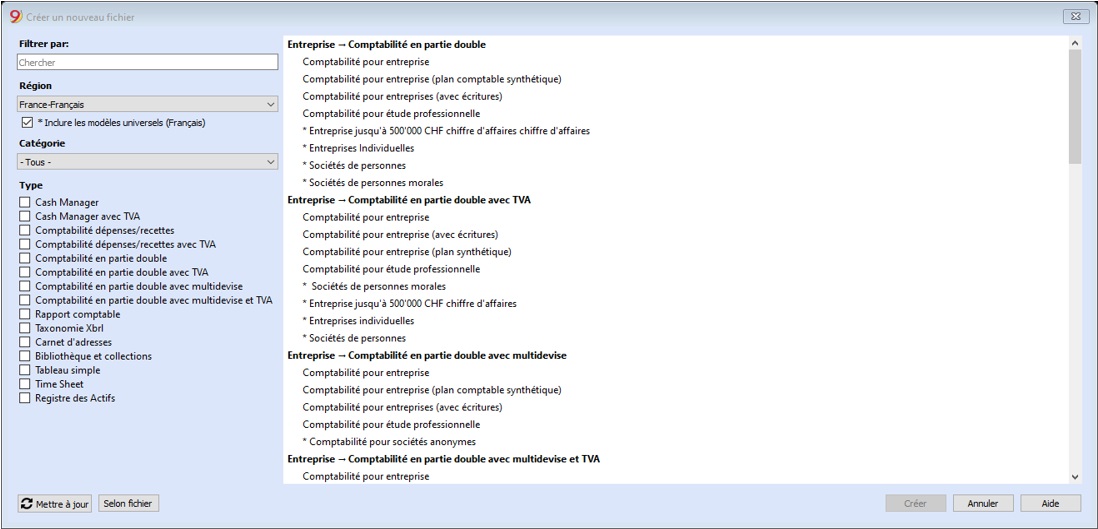 Créer un nouveau fichier
Filtrer par:
Chercher
Région
France-Français
* Inclure les modèles universels (Français)
Catégorie
- Tous -
Type
Cash Manager
Cash Manager avec TVA
Comptabilité dépenses/recettes
Comptabilité dépenses/recettes avec TVA
Comptabilité en partie double
Comptabilité en partie double avec TVA
Comptabilité en partie double avec multidevise
Comptabilité en partie double avec multidevise et TVA
Rapport comptable
Taxonomie Xbrl
Carnet d'adresses
Bibliothèque et collections
Tableau simple
Time Sheet
Registre des Actifs
Entreprise → Comptabilité en partie double
Comptabilité pour entreprise
Comptabilité pour entreprise (plan comptable synthétique)
Comptabilité pour entreprises (avec écritures)
Comptabilité pour étude professionnelle
* Entreprise jusqu'à 500'000 CHF chiffre d'affaires chiffre d'affaires
* Entreprises Individuelles
* Sociétés de personnes
* Sociétés de personnes morales
Entreprise → Comptabilité en partie double avec TVA
Comptabilité pour entreprise
Comptabilité pour entreprise (avec écritures)
Comptabilité pour entreprise (plan synthétique)
Comptabilité pour étude professionnelle
* Sociétés de personnes morales
* Entreprise jusqu'à 500'000 CHF chiffre d'affaires
* Entreprises individuelles
* Sociétés de personnes
Entreprise → Comptabilité en partie double avec multidevise
Comptabilité pour entreprise
Comptabilité pour entreprise (plan comptable synthétique)
Comptabilité pour entreprises (avec écritures)
Comptabilité pour étude professionnelle
* Comptabilité pour sociétés anonymes
Entreprise → Comptabilité en partie double avec multidevise et TVA
Comptabilité pour entreprise
Mettre à jour
Selon fichier
Créer
Annuler
Aide